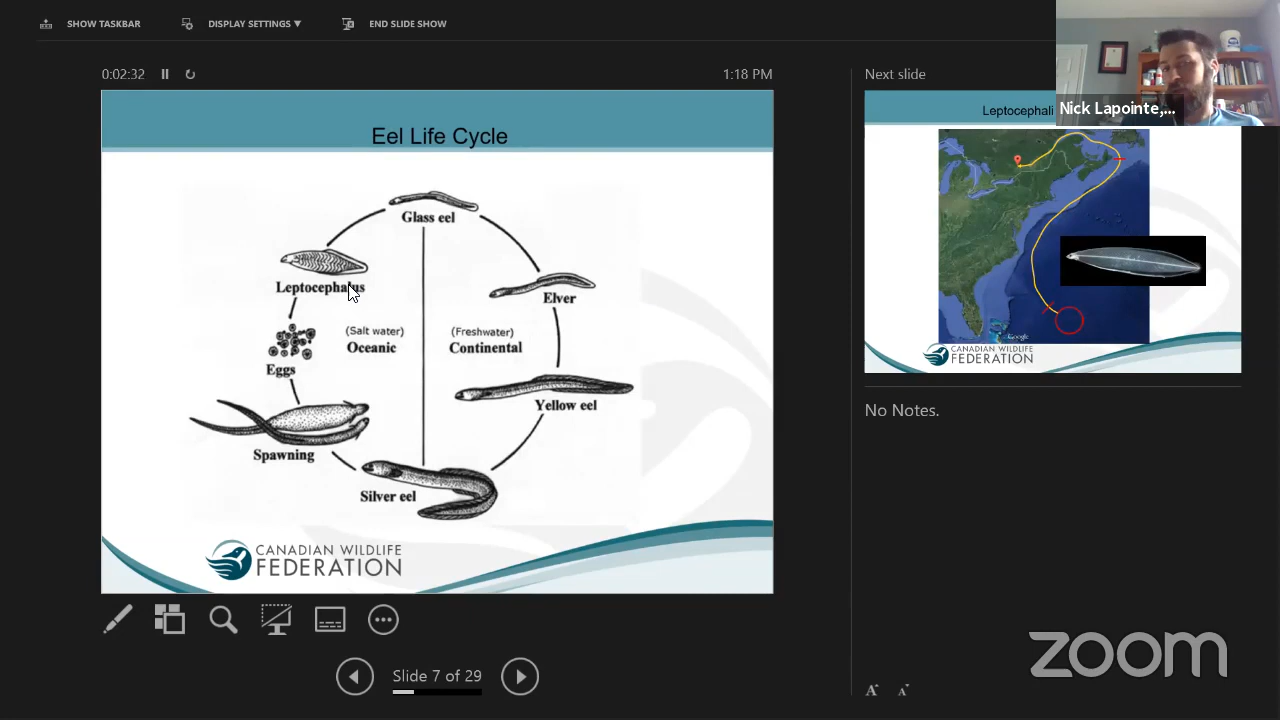 SHOW TASKBAR
DISPLAY SETTINGS ▼
END SLIDE SHOW
0:02:32
1:18 PM
Next slide
Nick Lapointe,...
Eel Life Cycle
Glass eel
Leptocephalus
Elver
(Salt water)
Oceanic
(Freshwater)
Continental
Eggs
Yellow eel
Spawning
Silver eel
CANADIAN WILDLIFE
FEDERATION
Leptocephali
Google
CANADIAN WILDLIFE
FEDERATION
No Notes.
Slide 7 of 29
A A
zoom